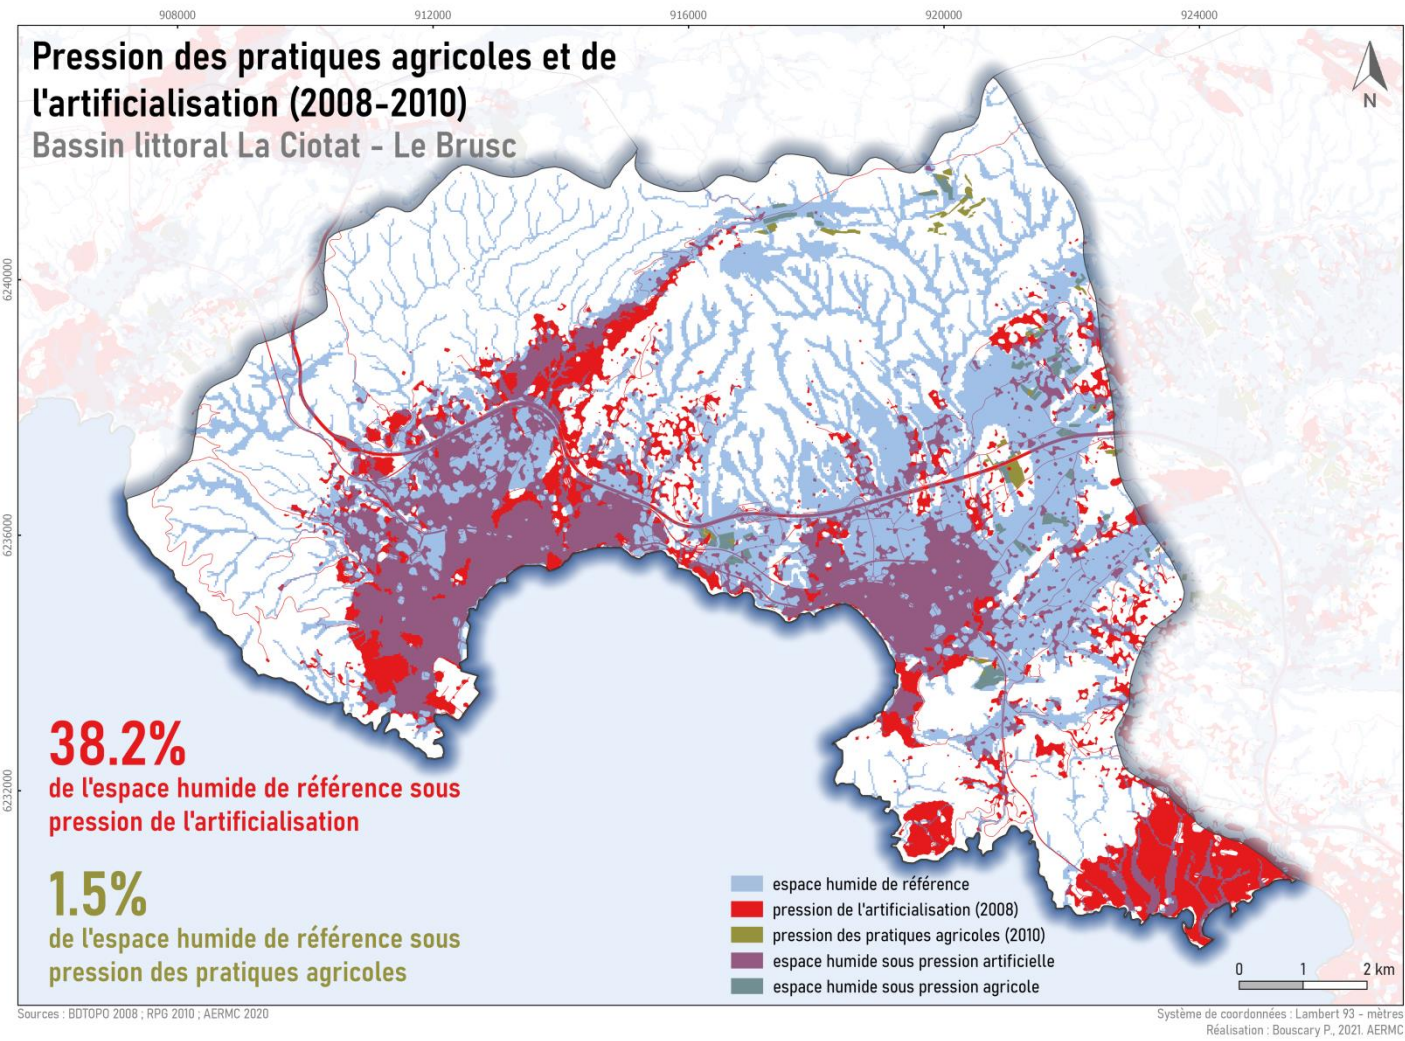 908000
912000
916000
920000
924000
Pression des pratiques agricoles et de
l'artificialisation (2008-2010)
Bassin littoral La Ciotat - Le Brusc
N
6240000
6236000
6232000
38.2%
de l'espace humide de référence sous
pression de l'artificialisation
1.5%
de l'espace humide de référence sous
pression des pratiques agricoles
espace humide de référence
pression de l'artificialisation (2008)
pression des pratiques agricoles (2010)
espace humide sous pression artificielle
espace humide sous pression agricole
0 1 2 km
Sources : BDTOPO 2008 ; RPG 2010 ; AERMC 2020
Système de coordonnées : Lambert 93 - mètres
Réalisation : Bouscary P., 2021. AERMC